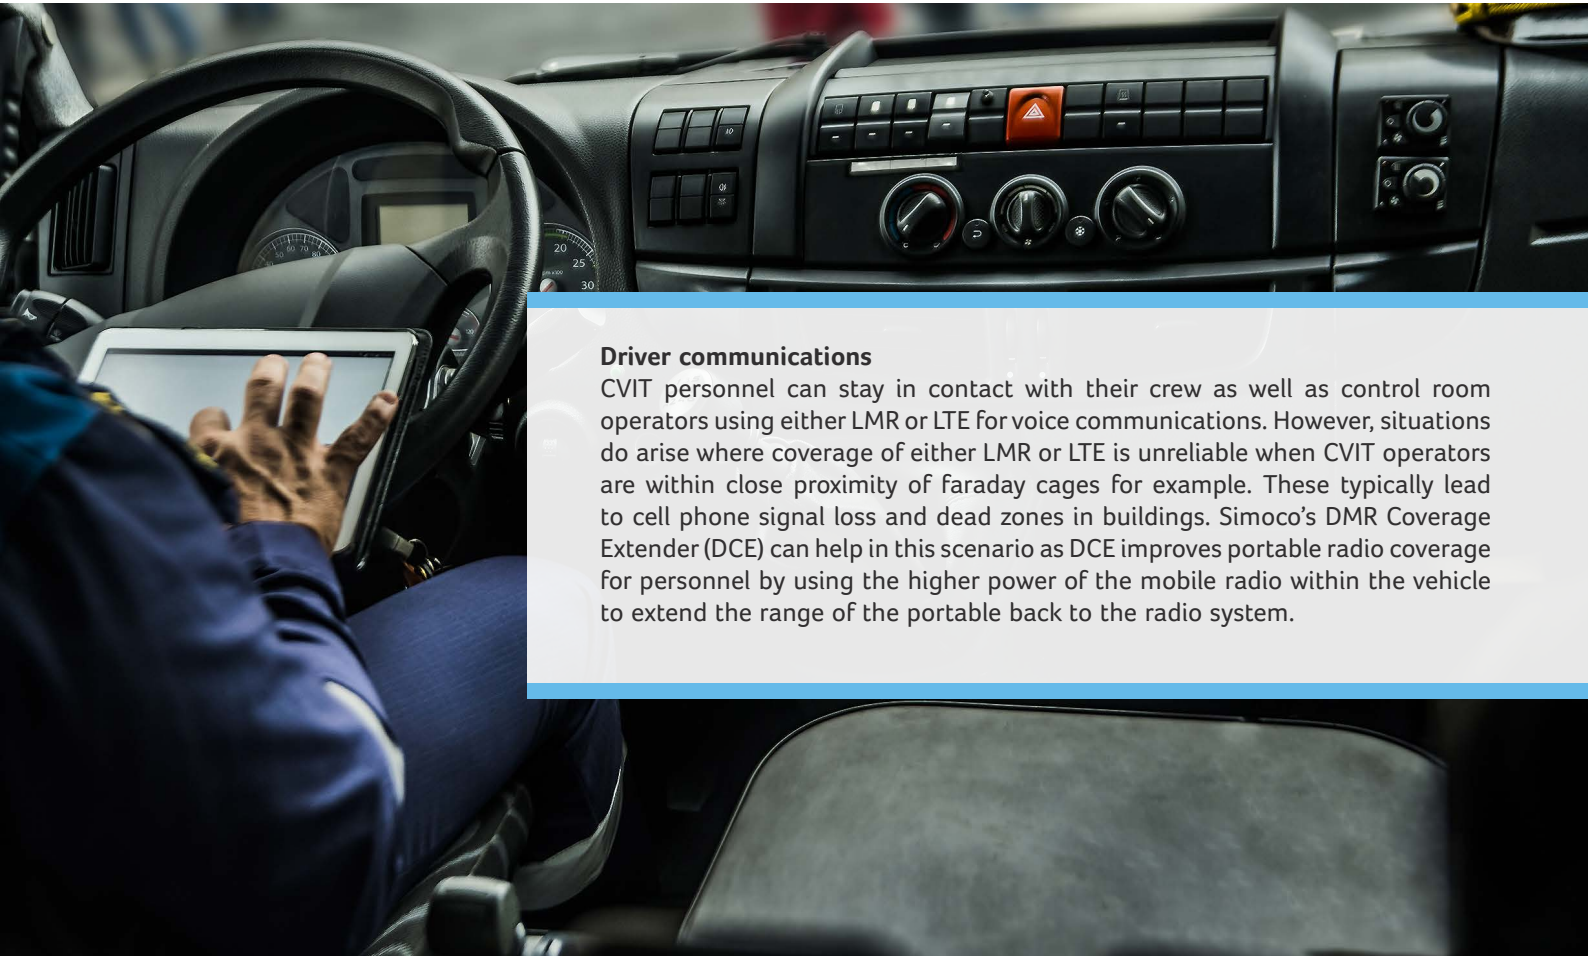 20
25
30
Driver communications
CVIT personnel can stay in contact with their crew as well as control room
operators using either LMR or LTE for voice communications. However, situations
do arise where coverage of either LMR or LTE is unreliable when CVIT operators
are within close proximity of faraday cages for example. These typically lead
to cell phone signal loss and dead zones in buildings. Simoco’s DMR Coverage
Extender (DCE) can help in this scenario as DCE improves portable radio coverage
for personnel by using the higher power of the mobile radio within the vehicle
to extend the range of the portable back to the radio system.